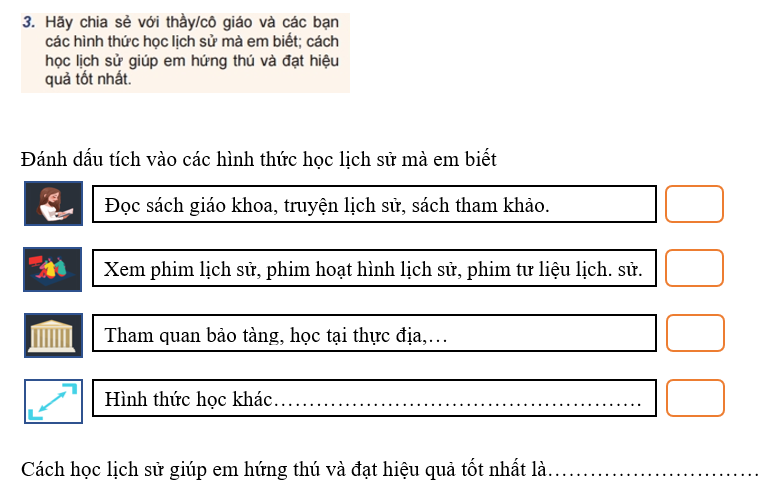 3. Hãy chia sẻ với thầy/cô giáo và các bạn
các hình thức học lịch sử mà em biết; cách
học lịch sử giúp em hứng thú và đạt hiệu
quả tốt nhất.
Đánh dấu tích vào các hình thức học lịch sử mà em biết
Đọc sách giáo khoa, truyện lịch sử, sách tham khảo.
Xem phim lịch sử, phim hoạt hình lịch sử, phim tư liệu lịch. sử.
Tham quan bảo tàng, học tại thực địa,…
Hình thức học khác…………………………………………………….
Cách học lịch sử giúp em hứng thú và đạt hiệu quả tốt nhất là…………………………